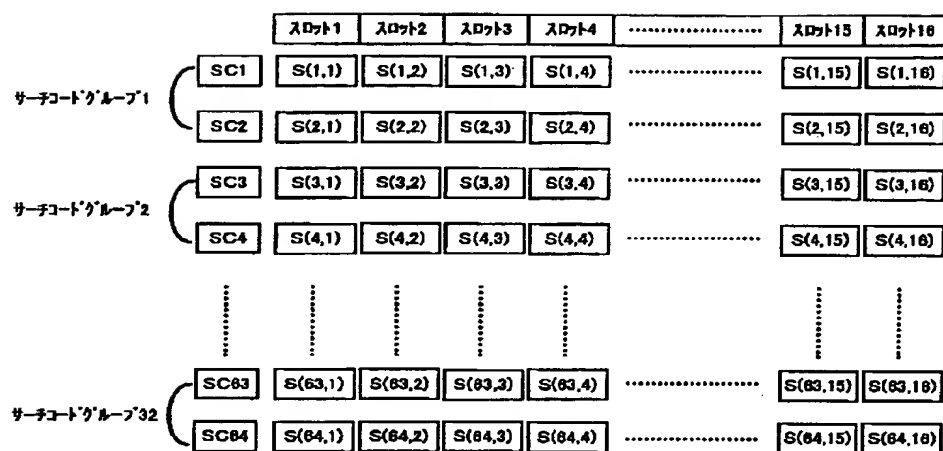 スロット1 スロット2 スロット3 スロット4 スロット15 スロット16
SC1 S(1,1) S(1,2) S(1,3) S(1,4) S(1,15) S(1,16)
サーチコードグループ1
SC2 S(2,1) S(2,2) S(2,3) S(2,4) S(2,15) S(2,16)
SC3 S(3,1) S(3,2) S(3,3) S(3,4) S(3,15) S(3,16)
サーチコードグループ2
SC4 S(4,1) S(4,2) S(4,3) S(4,4) S(4,15) S(4,16)
SC63 S(63,1) S(63,2) S(63,3) S(63,4) S(63,15) S(63,16)
サーチコードグループ32
SC64 S(64,1) S(64,2) S(64,3) S(64,4) S(64,15) S(64,16)